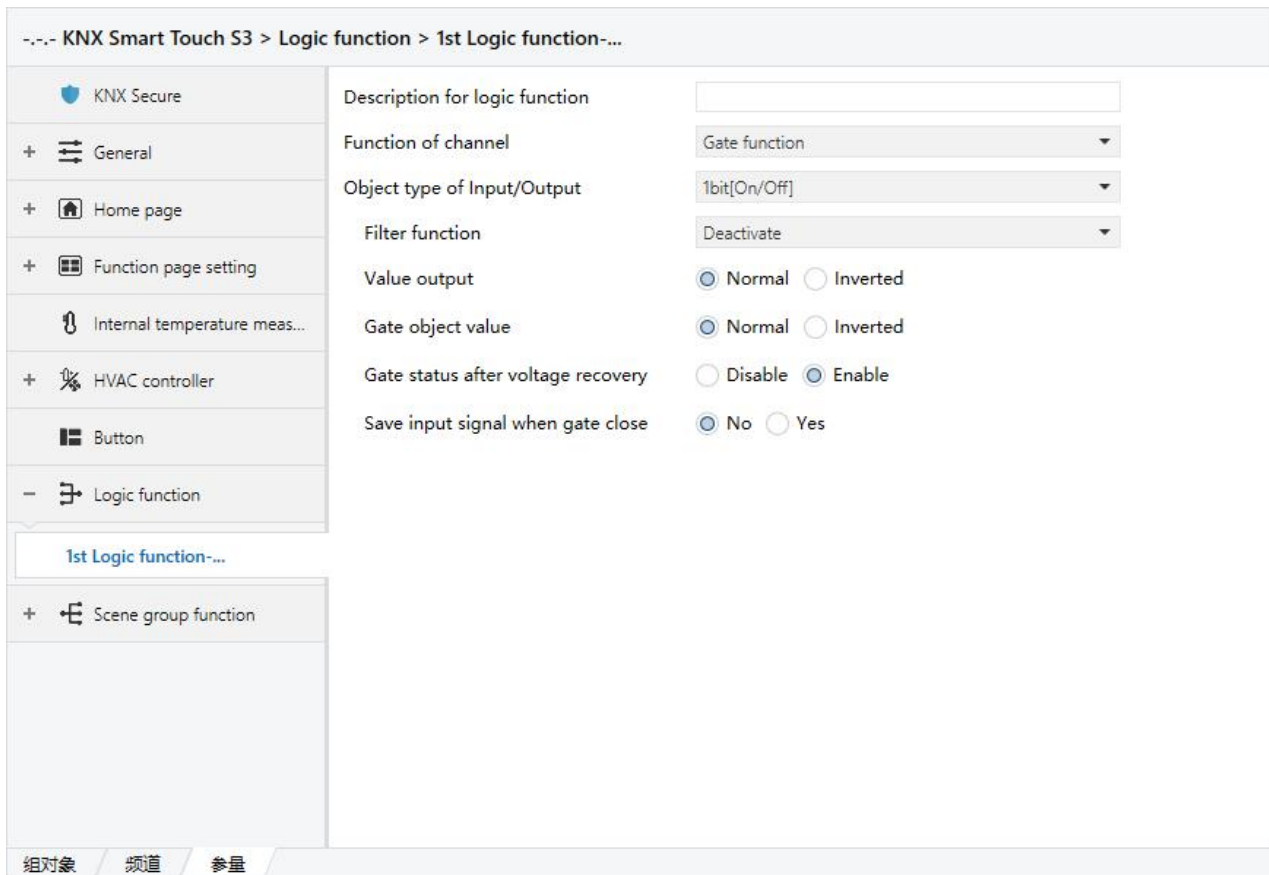 -.-.- KNX Smart Touch S3 > Logic function > 1st Logic function-...
KNX Secure
+ General
+ Home page
+ Function page setting
Internal temperature meas...
+ HVAC controller
Button
− Logic function
1st Logic function-...
+ Scene group function
Description for logic function
Function of channel Gate function
Object type of Input/Output 1bit[On/Off]
Filter function Deactivate
Value output Normal Inverted
Gate object value Normal Inverted
Gate status after voltage recovery Disable Enable
Save input signal when gate close No Yes
组对象 频道 参量